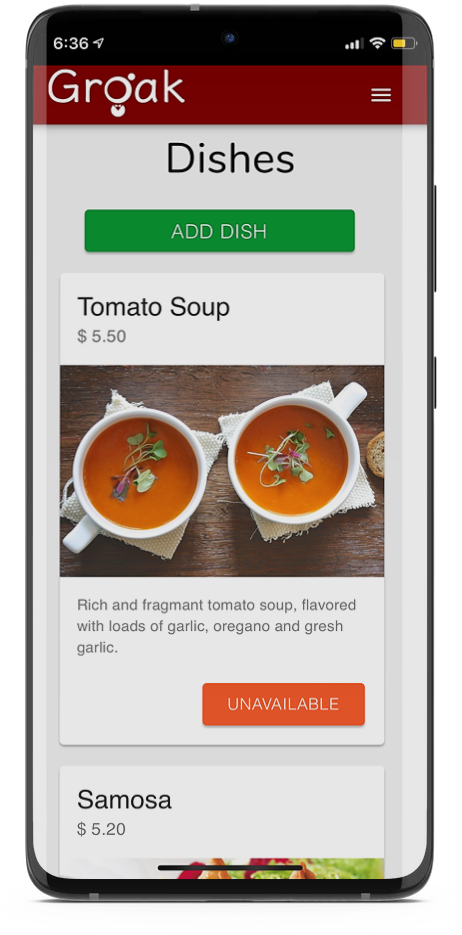 6:36
Groak
Dishes
ADD DISH
Tomato Soup
$ 5.50
Rich and fragmant tomato soup, flavored
with loads of garlic, oregano and gresh
garlic.
UNAVAILABLE
Samosa
$ 5.20